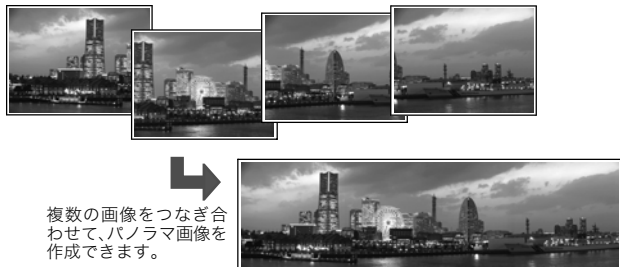 複数の画像をつなぎ合
わせて、パノラマ画像を
作成できます。